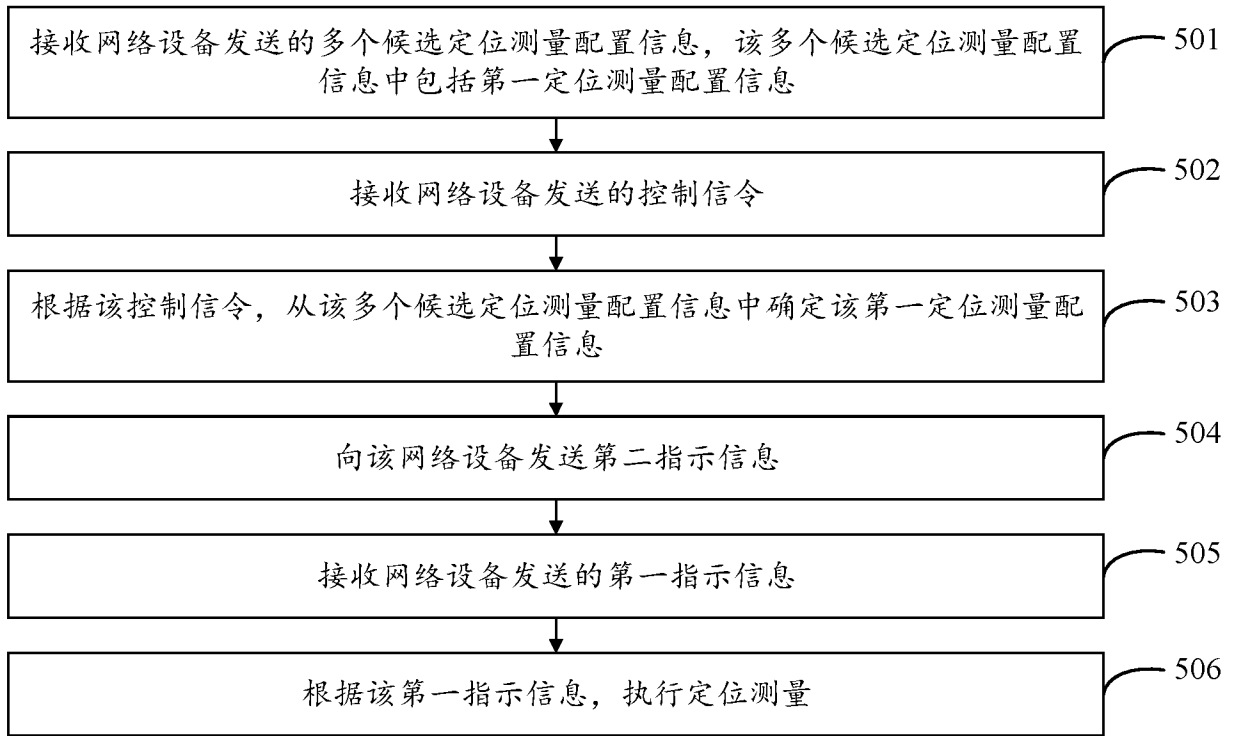 接收网络设备发送的多个候选定位测量配置信息，该多个候选定位测量配置
信息中包括第一定位测量配置信息
501
接收网络设备发送的控制信令
502
根据该控制信令，从该多个候选定位测量配置信息中确定该第一定位测量配
置信息
503
向该网络设备发送第二指示信息
504
接收网络设备发送的第一指示信息
505
根据该第一指示信息，执行定位测量
506